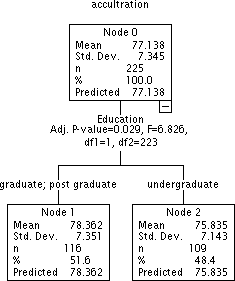 accultration
Node 0
Mean 77.138
Std. Dev. 7.345
n 225
% 100.0
Predicted 77.138
Education
Adj. P-value=0.029, F=6.826,
df1=1, df2=223
graduate; post graduate
undergraduate
Node 1
Mean 78.362
Std. Dev. 7.351
n 116
% 51.6
Predicted 78.362
Node 2
Mean 75.835
Std. Dev. 7.143
n 109
% 48.4
Predicted 75.835